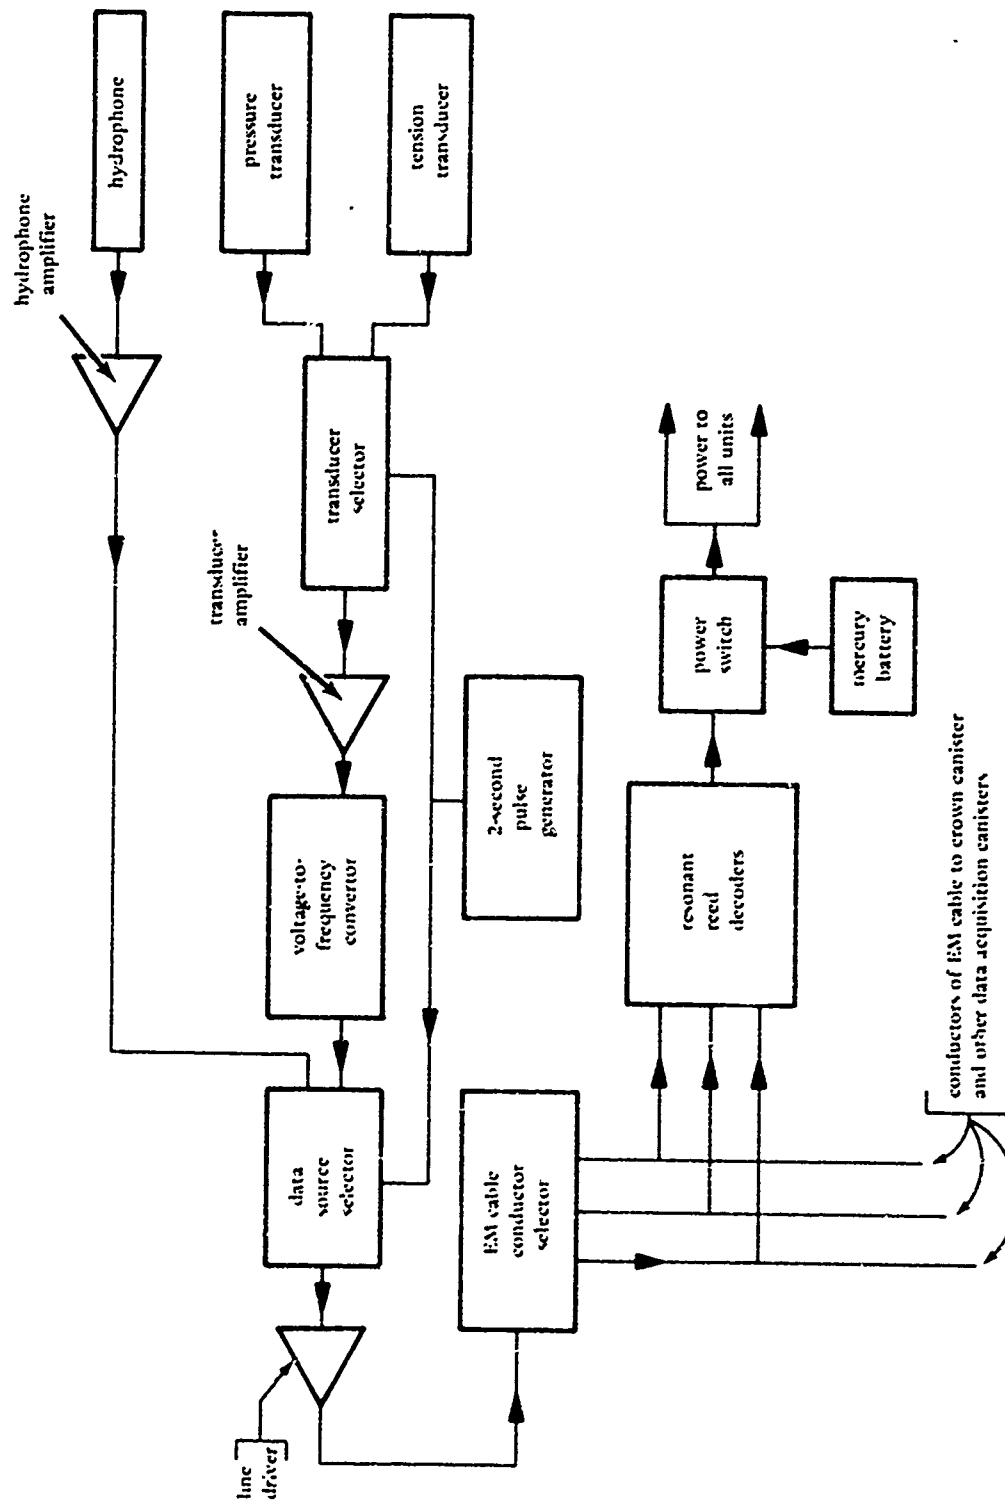 hydrophone
amplifier
hydrophone
pressure
transducer
tension
transducer
transducer
selector
transducer
amplifier
voltage-to-
frequency
convertor
2-second
pulse
generator
data
source
selector
line
driver
EM cable
conductor
selector
resonant
reed
decoders
power
switch
power to
all units
mercury
battery
conductors of EM cable to crown canister
and other data acquisition canisters